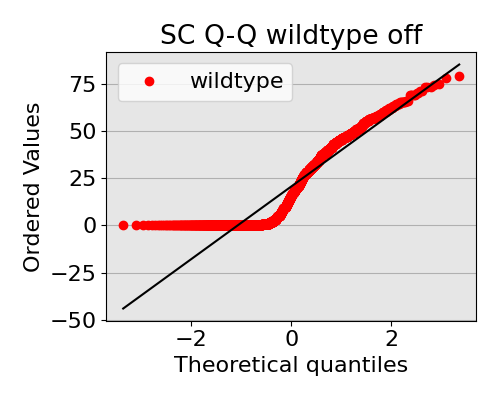 SC Q-Q wildtype off
wildtype
Ordered Values
75
50
25
0
−25
−50
−2
0
2
Theoretical quantiles